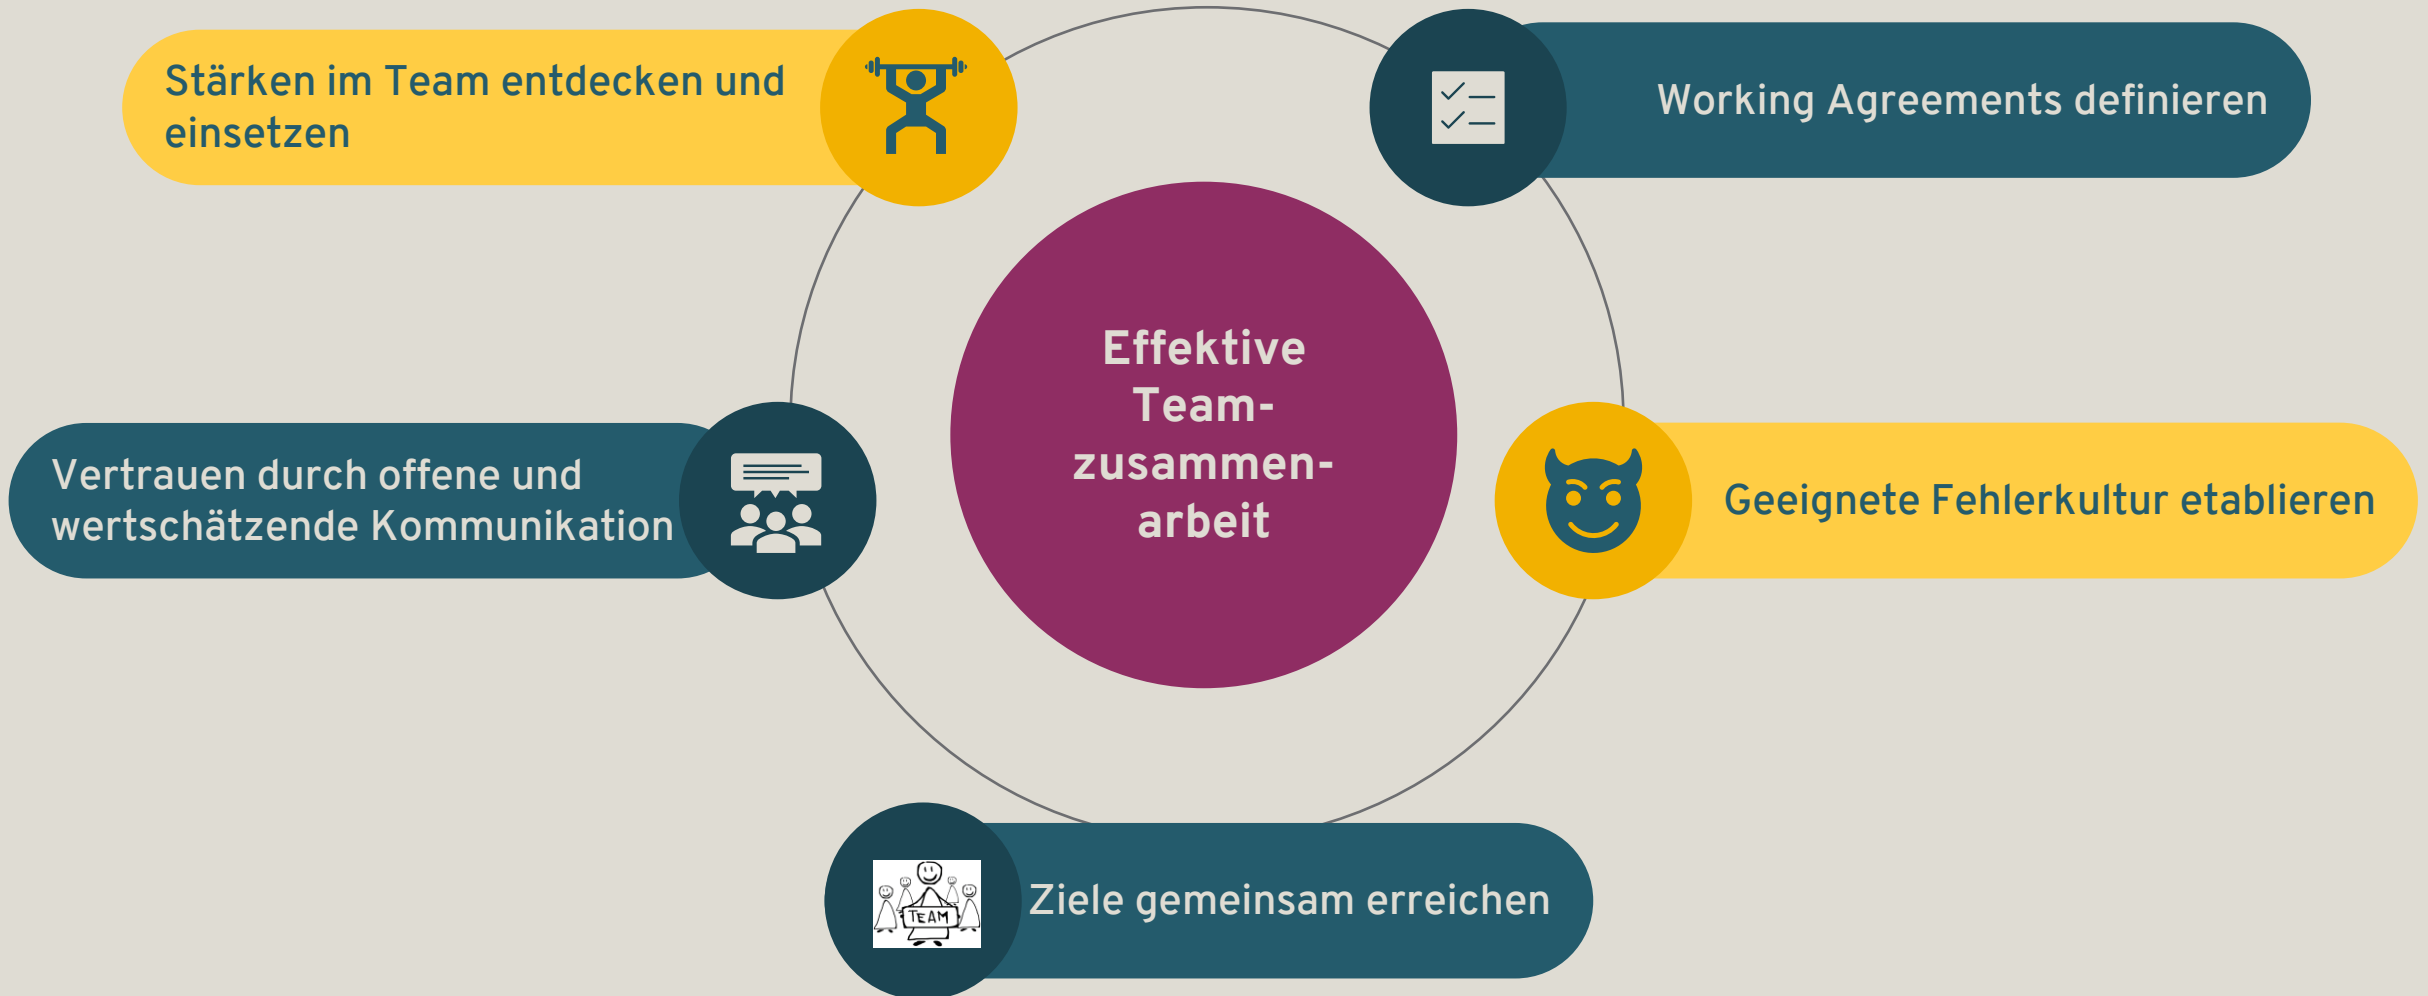 Stärken im Team entdecken und
einsetzen
Working Agreements definieren
Effektive
Team-
zusammen-
arbeit
Vertrauen durch offene und
wertschätzende Kommunikation
Geeignete Fehlerkultur etablieren
TEAM
Ziele gemeinsam erreichen